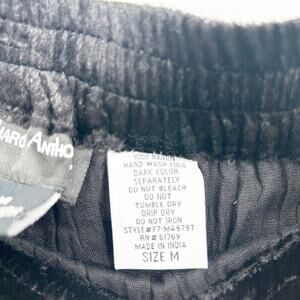 100% RAYON
HAND WASH COLD
DARK COLOR
SEPARATELY
DO NOT BLEACH
DO NOT
TUMBLE DRY
DRIP DRY
DO NOT IRON
STYLE#F7-M4979T
RN# 61769
MADE IN INDIA
SIZE M